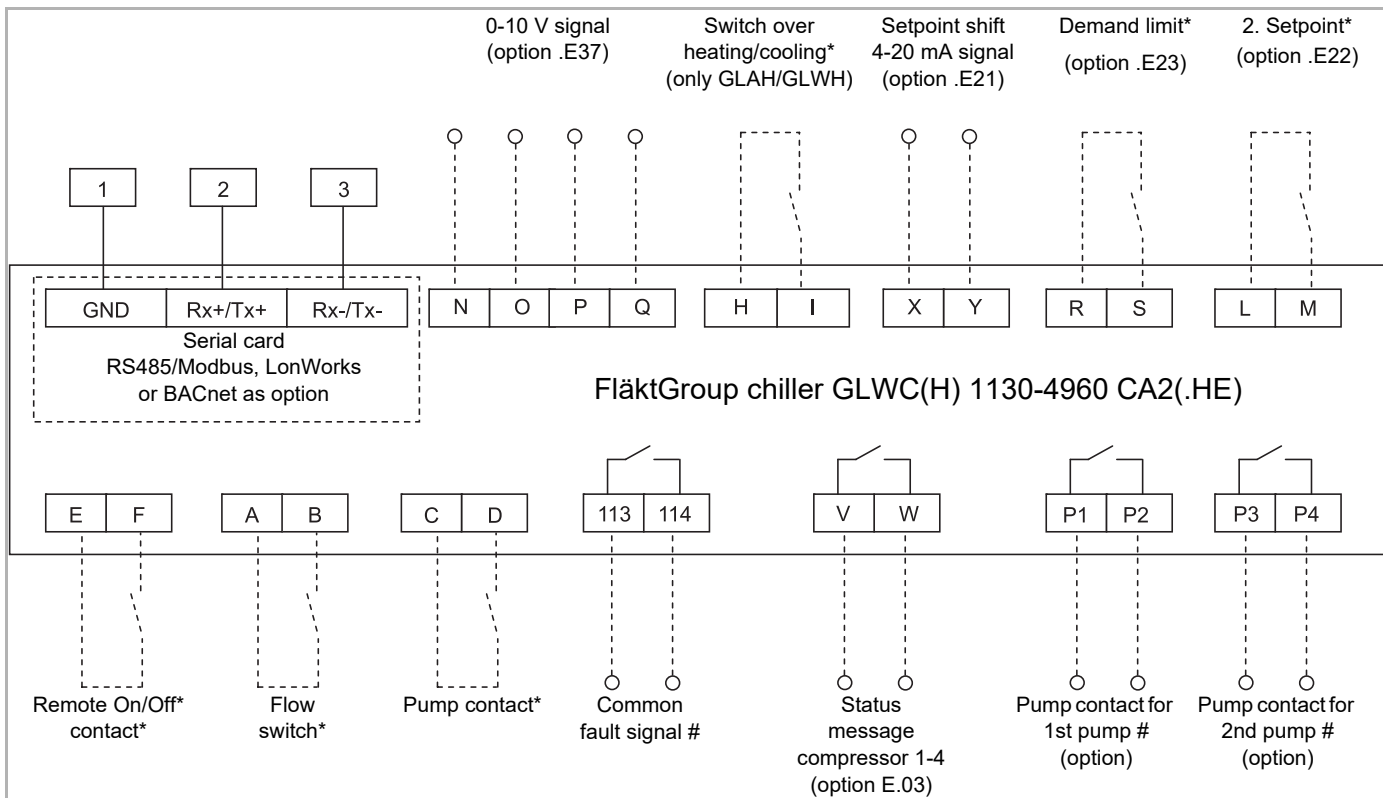 0-10 V signal
(option .E37)
Switch over
heating/cooling*
(only GLAH/GLWH)
Setpoint shift
4-20 mA signal
(option .E21)
Demand limit*
(option .E23)
2. Setpoint*
(option .E22)
1 2 3
GND Rx+/Tx+ Rx-/Tx-
N O P Q
H I
X Y
R S
L M
Serial card
RS485/Modbus, LonWorks
or BACnet as option
FläktGroup chiller GLWC(H) 1130-4960 CA2(.HE)
E F
A B
C D
113 114
V W
P1 P2
P3 P4
Remote On/Off*
contact*
Flow
switch*
Pump contact*
Common
fault signal #
Status
message
compressor 1-4
(option E.03)
Pump contact for
1st pump #
(option)
Pump contact for
2nd pump #
(option)